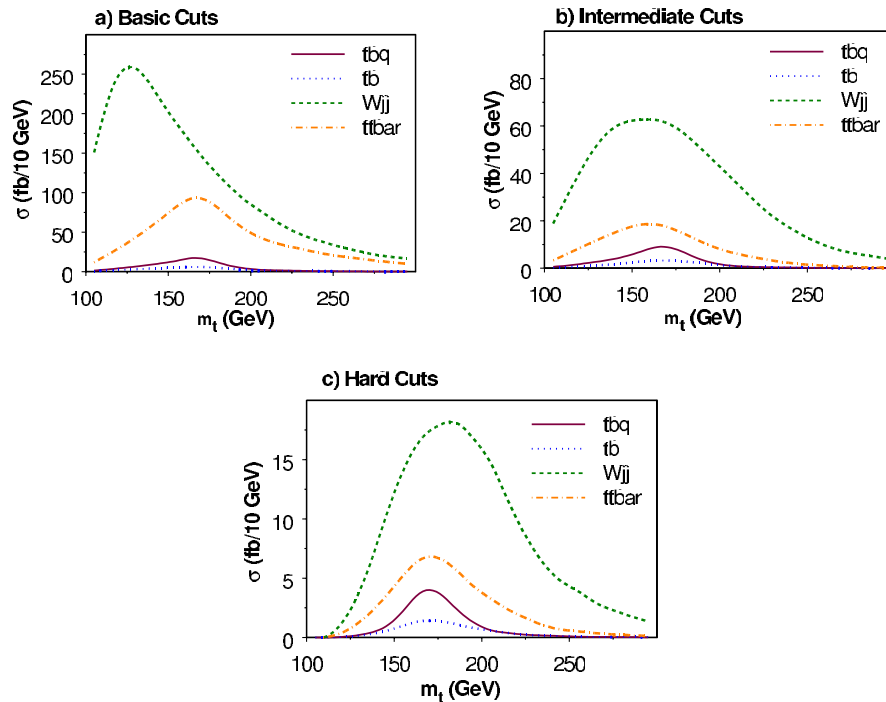 a) Basic Cuts
tbq
tb
Wjj
ttbar
250
200
150
100
50
0
σ (fb/10 GeV)
100 150 200 250
m_t (GeV)
b) Intermediate Cuts
tbq
tb
Wjj
ttbar
80
60
40
20
0
σ (fb/10 GeV)
100 150 200 250
m_t (GeV)
c) Hard Cuts
tbq
tb
Wjj
ttbar
15
10
5
0
σ (fb/10 GeV)
100 150 200 250
m_t (GeV)